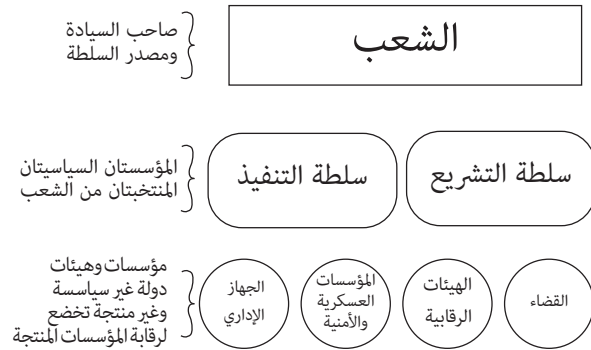 الشعب
صاحب السيادة
ومصدر السلطة
سلطة التشريع
سلطة التنفيذ
المؤسستان السياسيتان
المنتخبتان من الشعب
القضاء
الهيئات
الرقابية
المؤسسات
العسكرية
والأمنية
الجهاز
الإداري
مؤسسات وهيئات
دولة غير سياسسة
وغير منتجة تخضع
لرقابة المؤسسات المنتجة